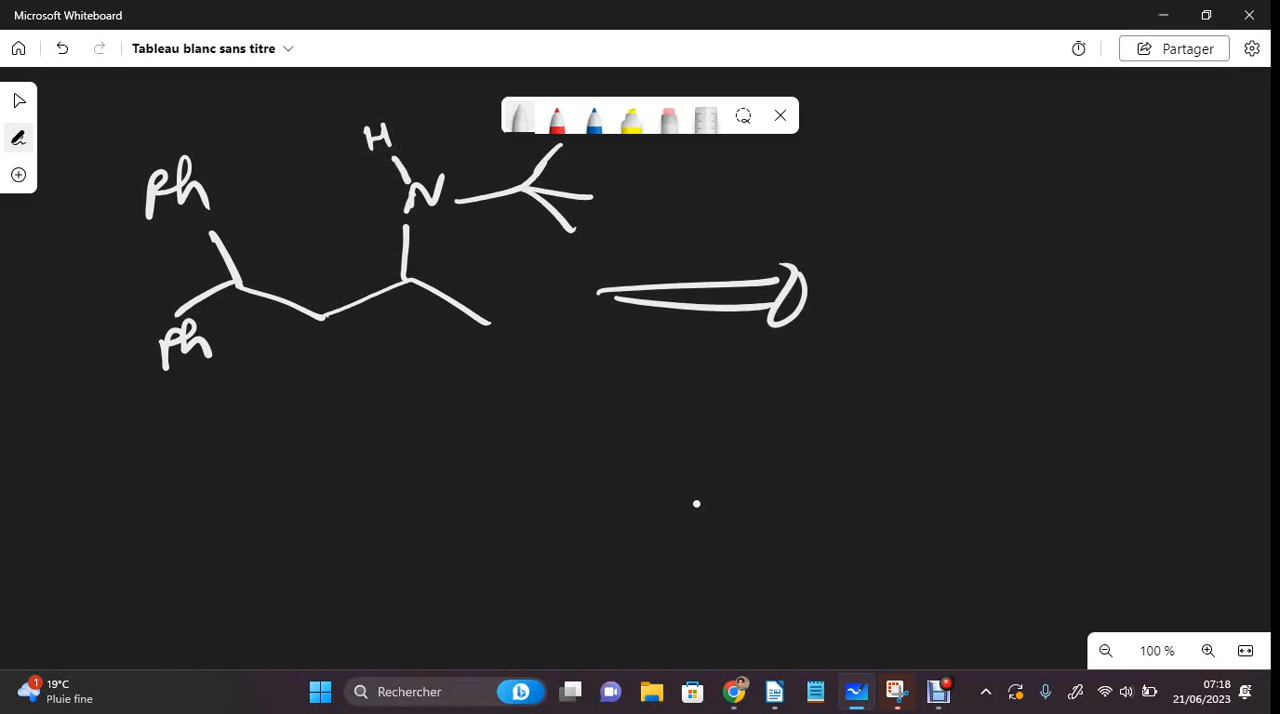 Microsoft Whiteboard
Tableau blanc sans titre
Partager
H
Ph
N
Ph
100 %
1
19°C
Pluie fine
Rechercher
07:18
21/06/2023